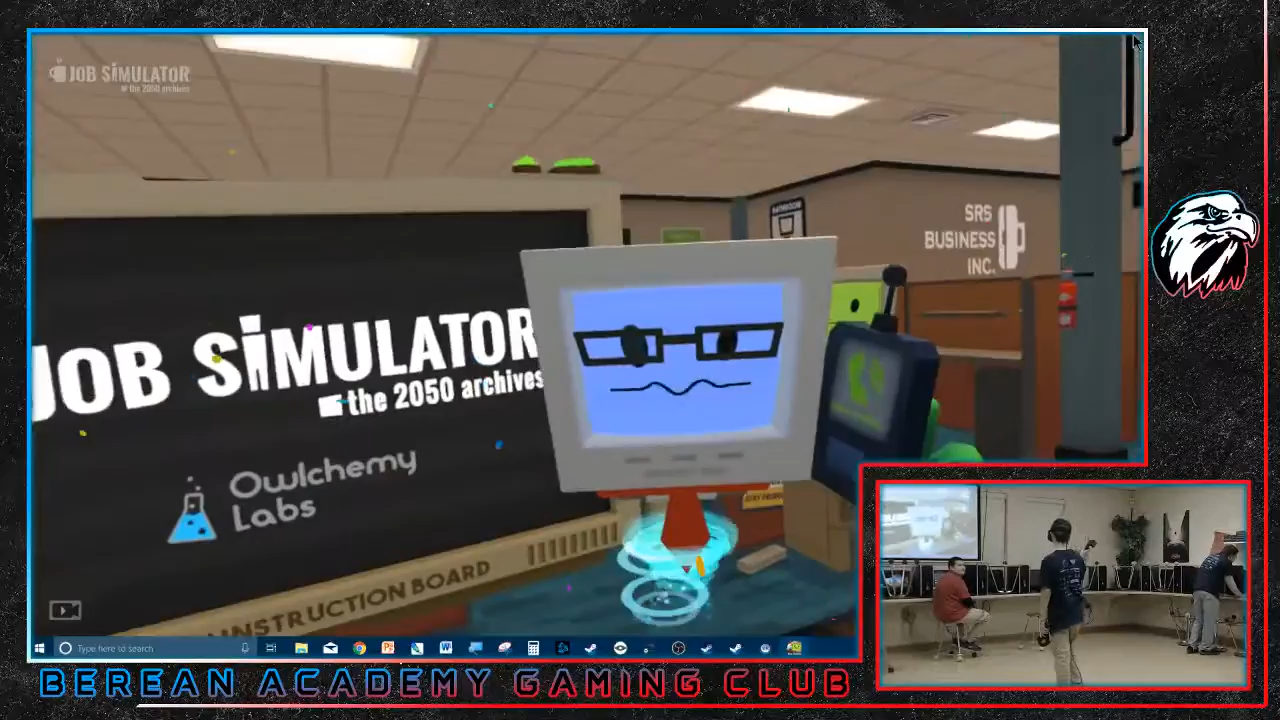 JOB SIMULATOR
the 2050 archives
SRS
BUSINESS
INC.
JOB SIMULATOR
the 2050 archives
Owlchemy
Labs
INSTRUCTION BOARD
Type here to search
BEREAN ACADEMY GAMING CLUB